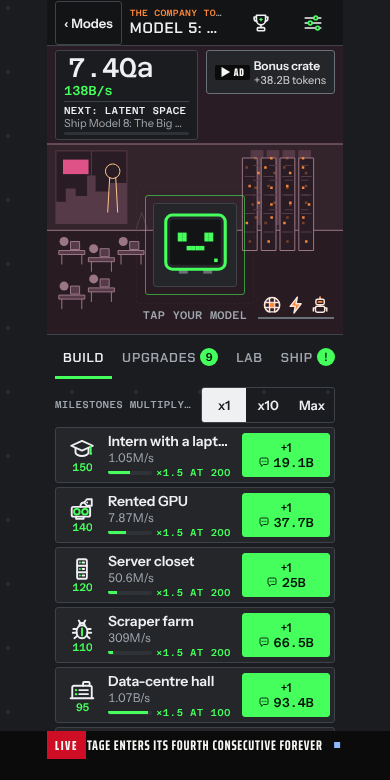 ‹ Modes
THE COMPANY TO…
MODEL 5: …
7.4Qa
138B/s
NEXT: LATENT SPACE
Ship Model 8: The Big …
AD
Bonus crate
+38.2B tokens
TAP YOUR MODEL
BUILD
UPGRADES 9
LAB
SHIP !
MILESTONES MULTIPLY…
x1
x10
Max
Intern with a lapt…
1.05M/s
150
×1.5 AT 200
+1
19.1B
Rented GPU
7.87M/s
140
×1.5 AT 200
+1
37.7B
Server closet
50.6M/s
120
×1.5 AT 200
+1
25B
Scraper farm
309M/s
110
×1.5 AT 200
+1
66.5B
Data-centre hall
1.07B/s
95
×1.5 AT 100
+1
93.4B
LIVE
TAGE ENTERS ITS FOURTH CONSECUTIVE FOREVER